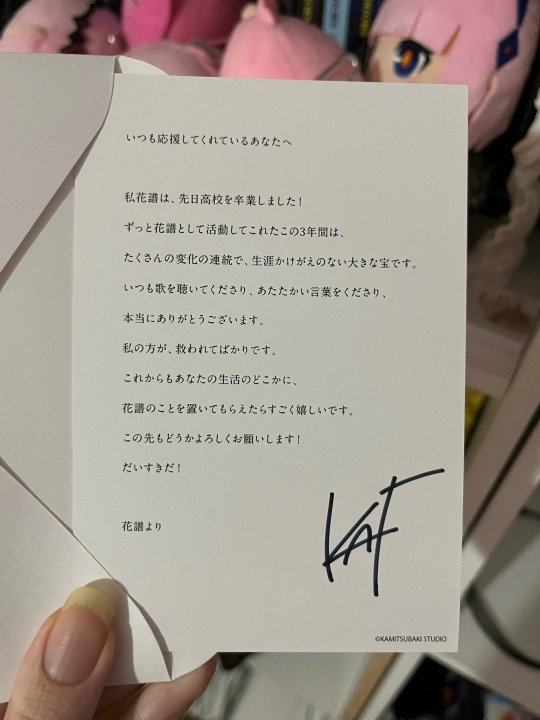 いつも応援してくれているあなたへ
私花譜は、先日高校を卒業しました！
ずっと花譜として活動してこれたこの3年間は、
たくさんの変化の連続で、生涯かけがえのない大きな宝です。
いつも歌を聴いてくださり、あたたかい言葉をくださり、
本当にありがとうございます。
私の方が、救われてばかりです。
これからもあなたの生活のどこかに、
花譜のことを置いてもらえたらすごく嬉しいです。
この先もどうかよろしくお願いします！
だいすきだ！
花譜より
KAF
©KAMITSUBAKI STUDIO